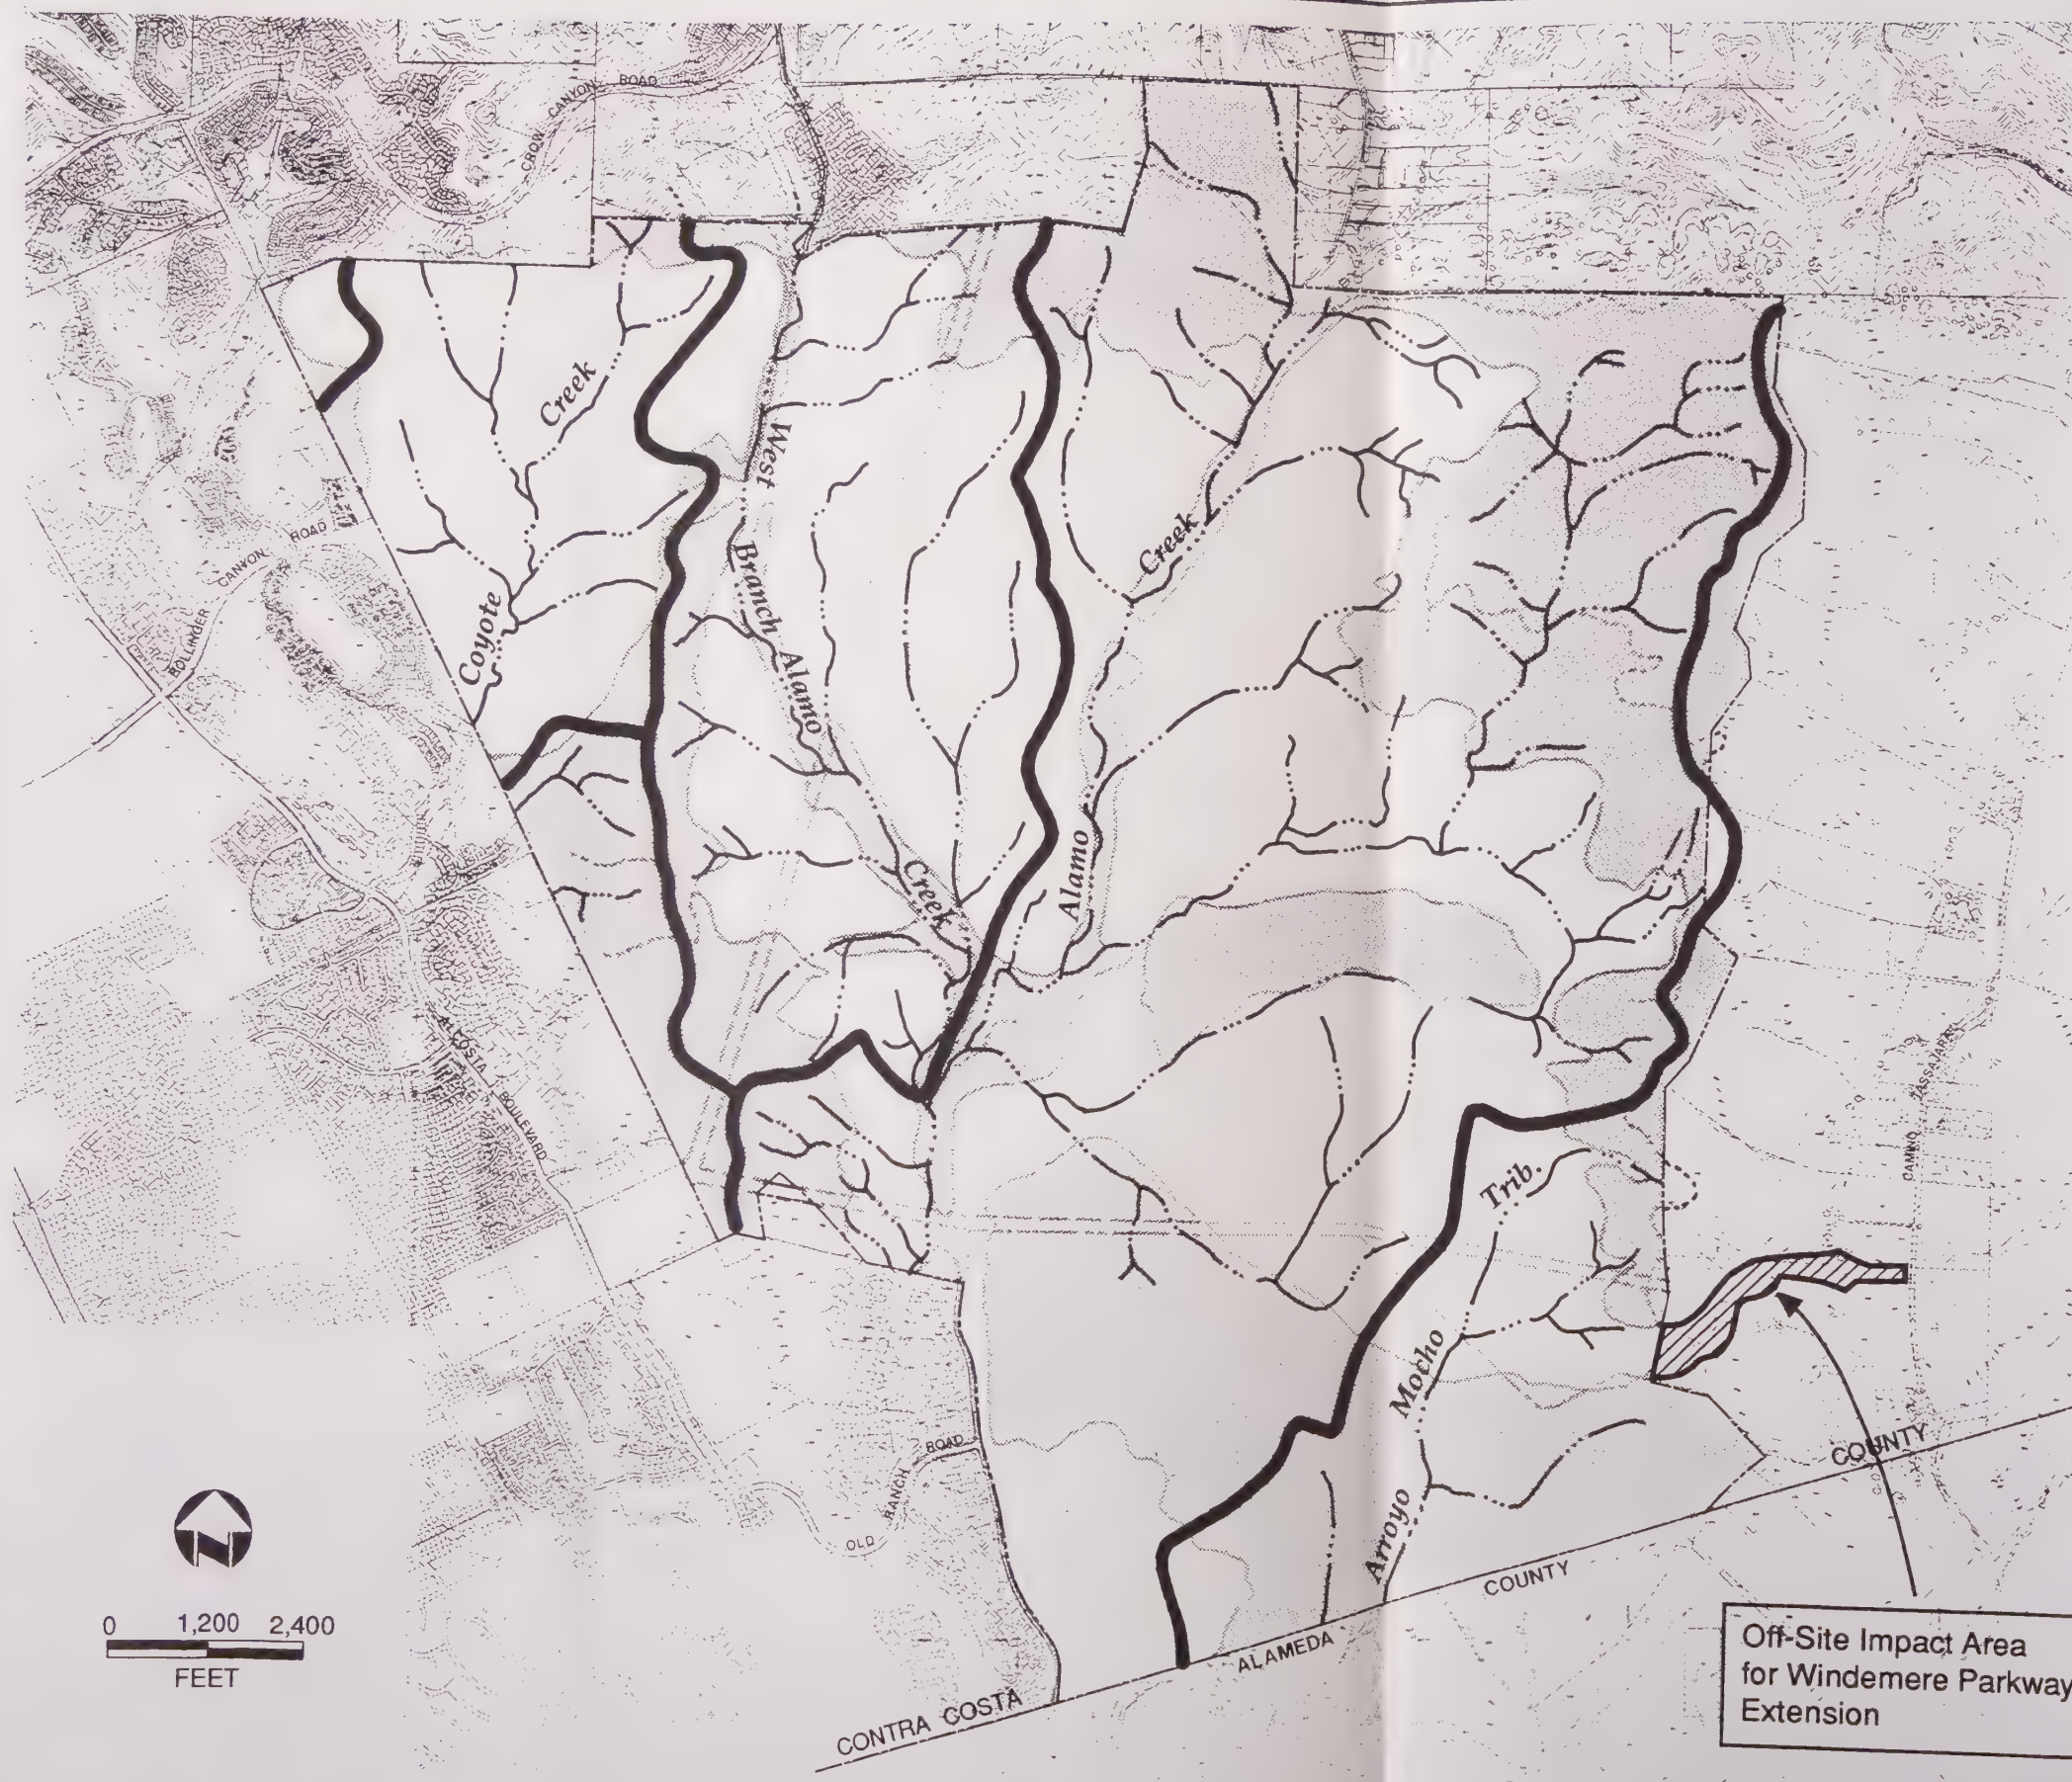 CROW CANYON ROAD
Creek
Coyote
West
Branch
Alamo
Creek
Creek
Alamo
BOLLINGER CANYON ROAD
ALCOSTA BOULEVARD
CAMINO TASSAJARA
Trib.
Mocho
Arroyo
OLD RANCH ROAD
N
0 1,200 2,400
FEET
CONTRA COSTA COUNTY
ALAMEDA COUNTY
Off-Site Impact Area
for Windemere Parkway
Extension